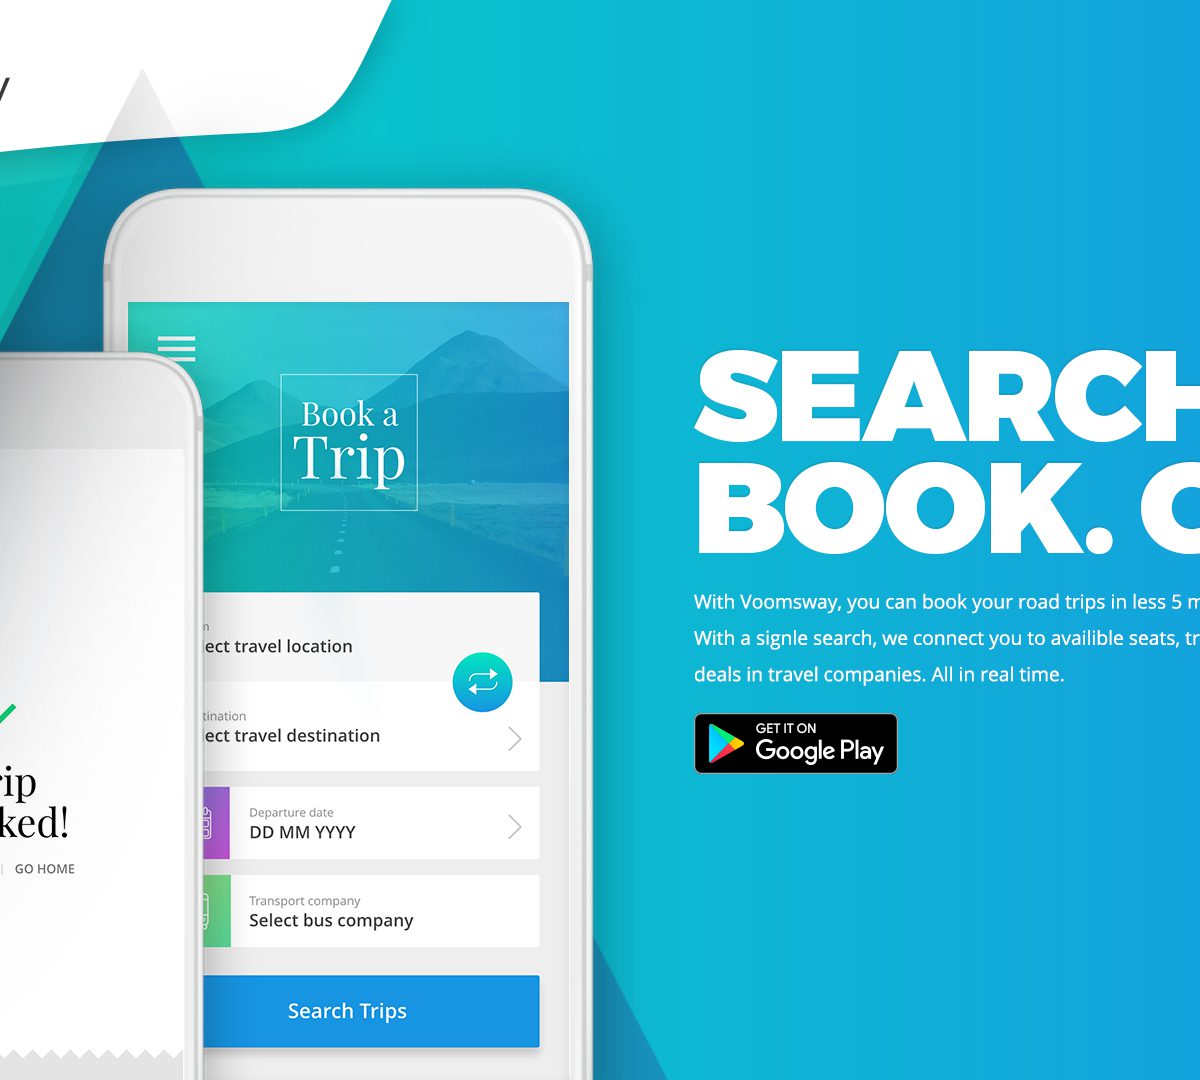 Book a
Trip
lect travel location
tination
ect travel destination
Departure date
DD MM YYYY
Transport company
Select bus company
Search Trips
rip
ked!
GO HOME
SEARCH
BOOK. 
With Voomsway, you can book your road trips in less 5 m
With a signle search, we connect you to availible seats, tr
deals in travel companies. All in real time.
GET IT ON
Google Play